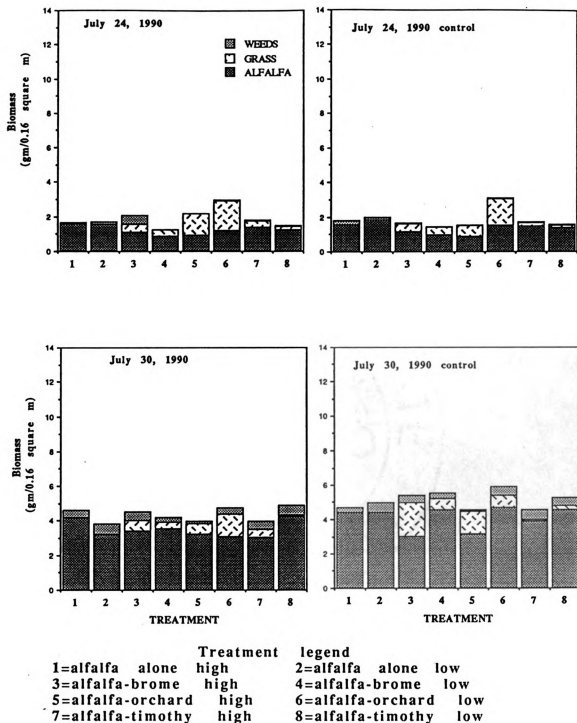 July 24, 1990
July 24, 1990 control
WEEDS
GRASS
ALFALFA
Biomass
(gm/0.16 square m)
14
12
10
8
6
4
2
0
1 2 3 4 5 6 7 8
14
12
10
8
6
4
2
0
1 2 3 4 5 6 7 8
July 30, 1990
July 30, 1990 control
Biomass
(gm/0.16 square m)
14
12
10
8
6
4
2
0
1 2 3 4 5 6 7 8
TREATMENT
14
12
10
8
6
4
2
0
1 2 3 4 5 6 7 8
TREATMENT
Treatment legend
1=alfalfa alone high 2=alfalfa alone low
3=alfalfa-brome high 4=alfalfa-brome low
5=alfalfa-orchard high 6=alfalfa-orchard low
7=alfalfa-timothy high 8=alfalfa-timothy low